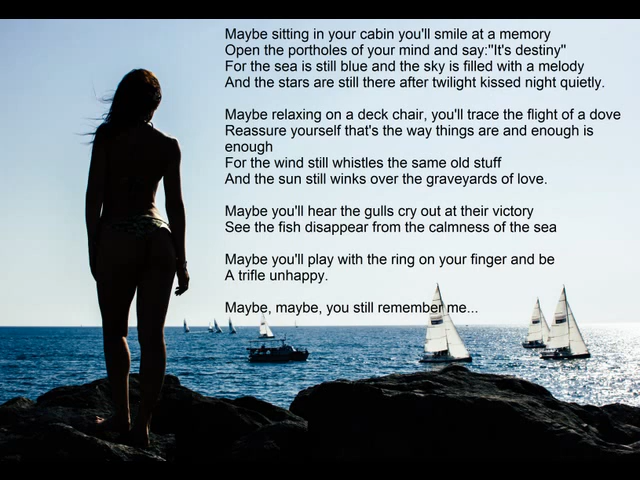 Maybe sitting in your cabin you'll smile at a memory
Open the portholes of your mind and say:"It's destiny"
For the sea is still blue and the sky is filled with a melody
And the stars are still there after twilight kissed night quietly.
Maybe relaxing on a deck chair, you'll trace the flight of a dove
Reassure yourself that's the way things are and enough is
enough
For the wind still whistles the same old stuff
And the sun still winks over the graveyards of love.
Maybe you'll hear the gulls cry out at their victory
See the fish disappear from the calmness of the sea
Maybe you'll play with the ring on your finger and be
A trifle unhappy.
Maybe, maybe, you still remember me...